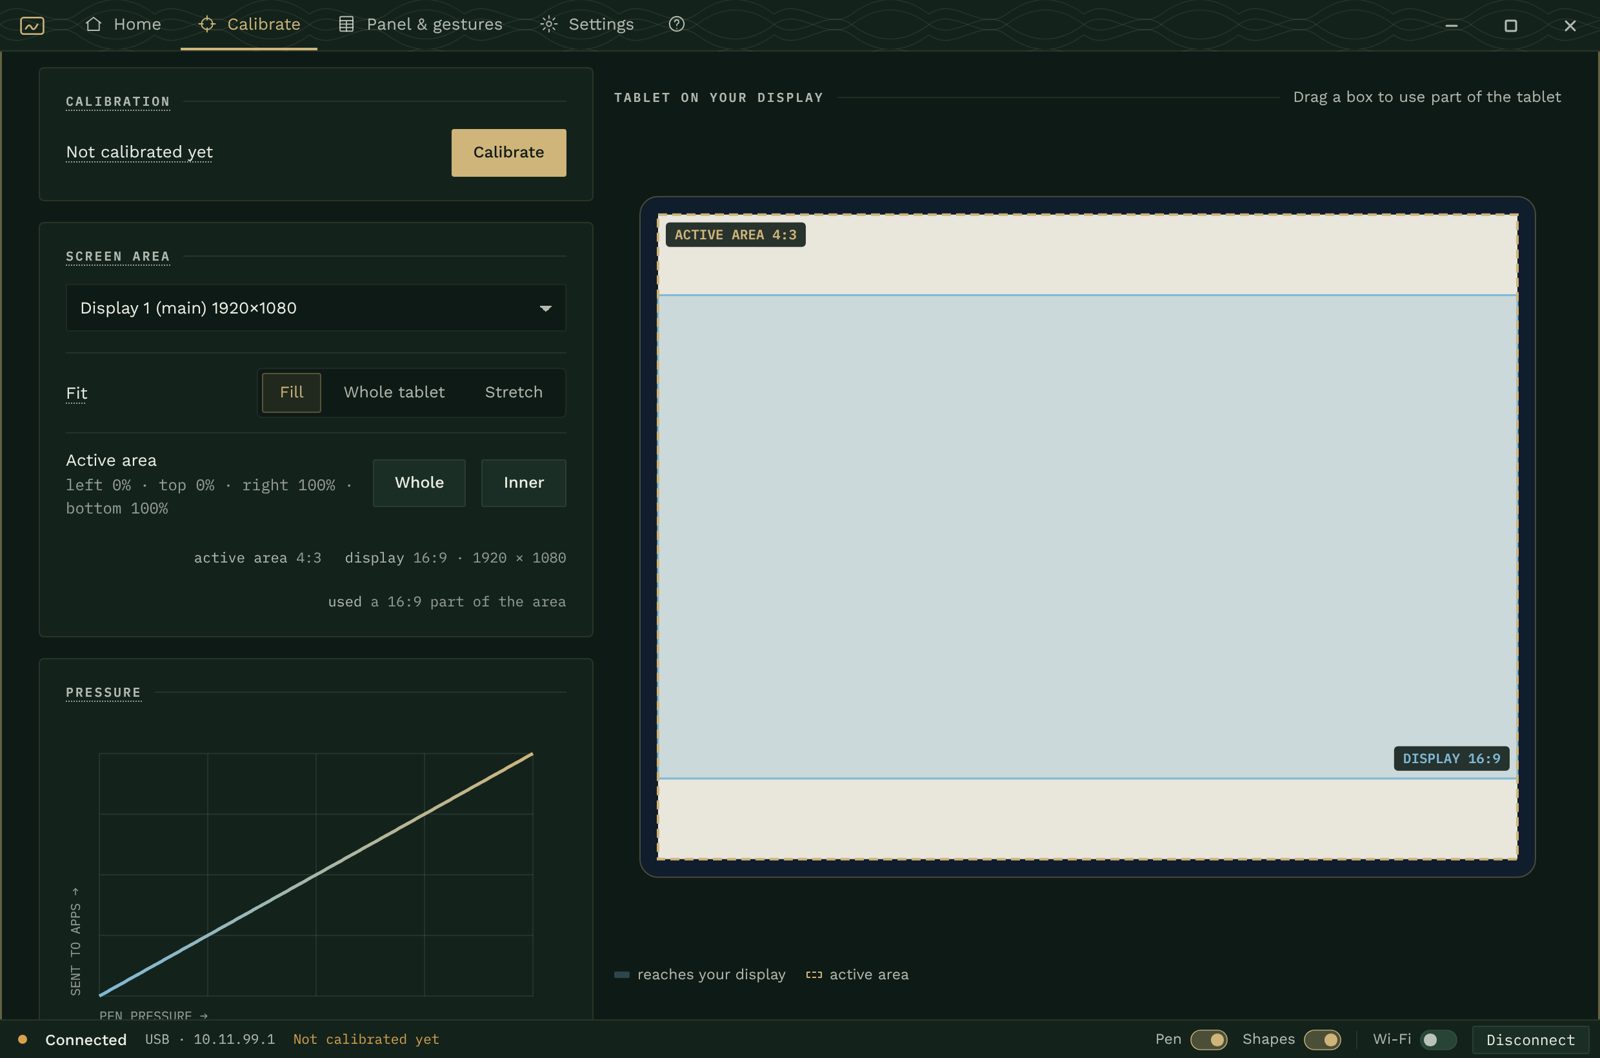 Home
Calibrate
Panel & gestures
Settings
CALIBRATION
Not calibrated yet
Calibrate
SCREEN AREA
Display 1 (main) 1920×1080
Fit
Fill
Whole tablet
Stretch
Active area
left 0% · top 0% · right 100% ·
bottom 100%
Whole
Inner
active area 4:3 display 16:9 · 1920 × 1080
used a 16:9 part of the area
PRESSURE
SENT TO APPS →
PEN PRESSURE →
TABLET ON YOUR DISPLAY
Drag a box to use part of the tablet
ACTIVE AREA 4:3
DISPLAY 16:9
reaches your display
active area
Connected
USB · 10.11.99.1
Not calibrated yet
Pen
Shapes
Wi-Fi
Disconnect